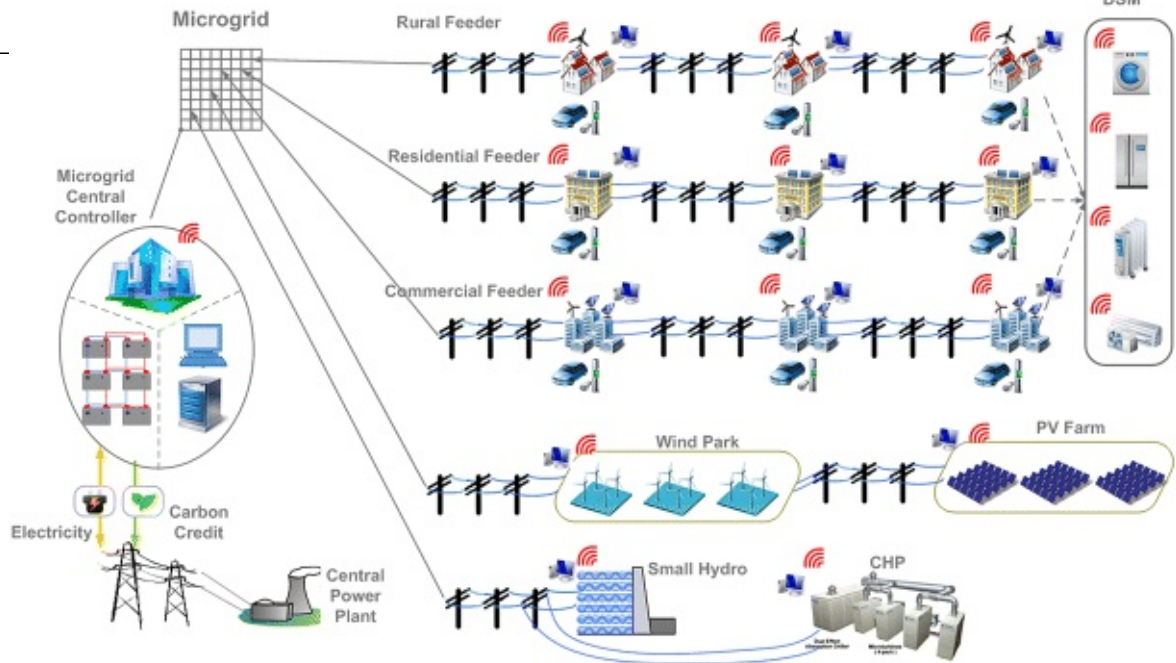 DSM
Microgrid
Rural Feeder
Residential Feeder
Microgrid
Central
Controller
Commercial Feeder
Wind Park
PV Farm
Electricity
Carbon
Credit
Small Hydro
CHP
Central
Power
Plant